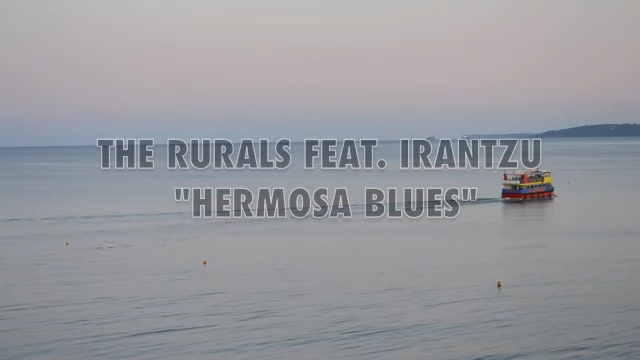 THE RURALS FEAT. IRANTZU
"HERMOSA BLUES"